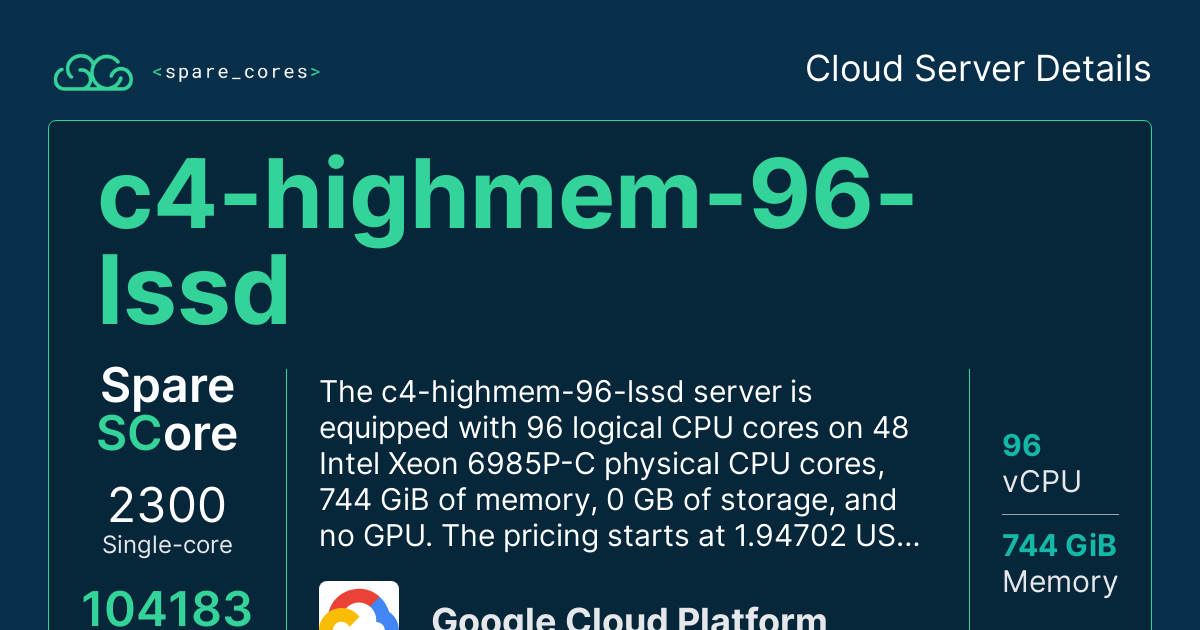 <spare_cores>
Cloud Server Details
c4-highmem-96-
lssd
Spare
SCore
2300
Single-core
104183
The c4-highmem-96-lssd server is
equipped with 96 logical CPU cores on 48
Intel Xeon 6985P-C physical CPU cores,
744 GiB of memory, 0 GB of storage, and
no GPU. The pricing starts at 1.94702 US...
Google Cloud Platform
96
vCPU
744 GiB
Memory